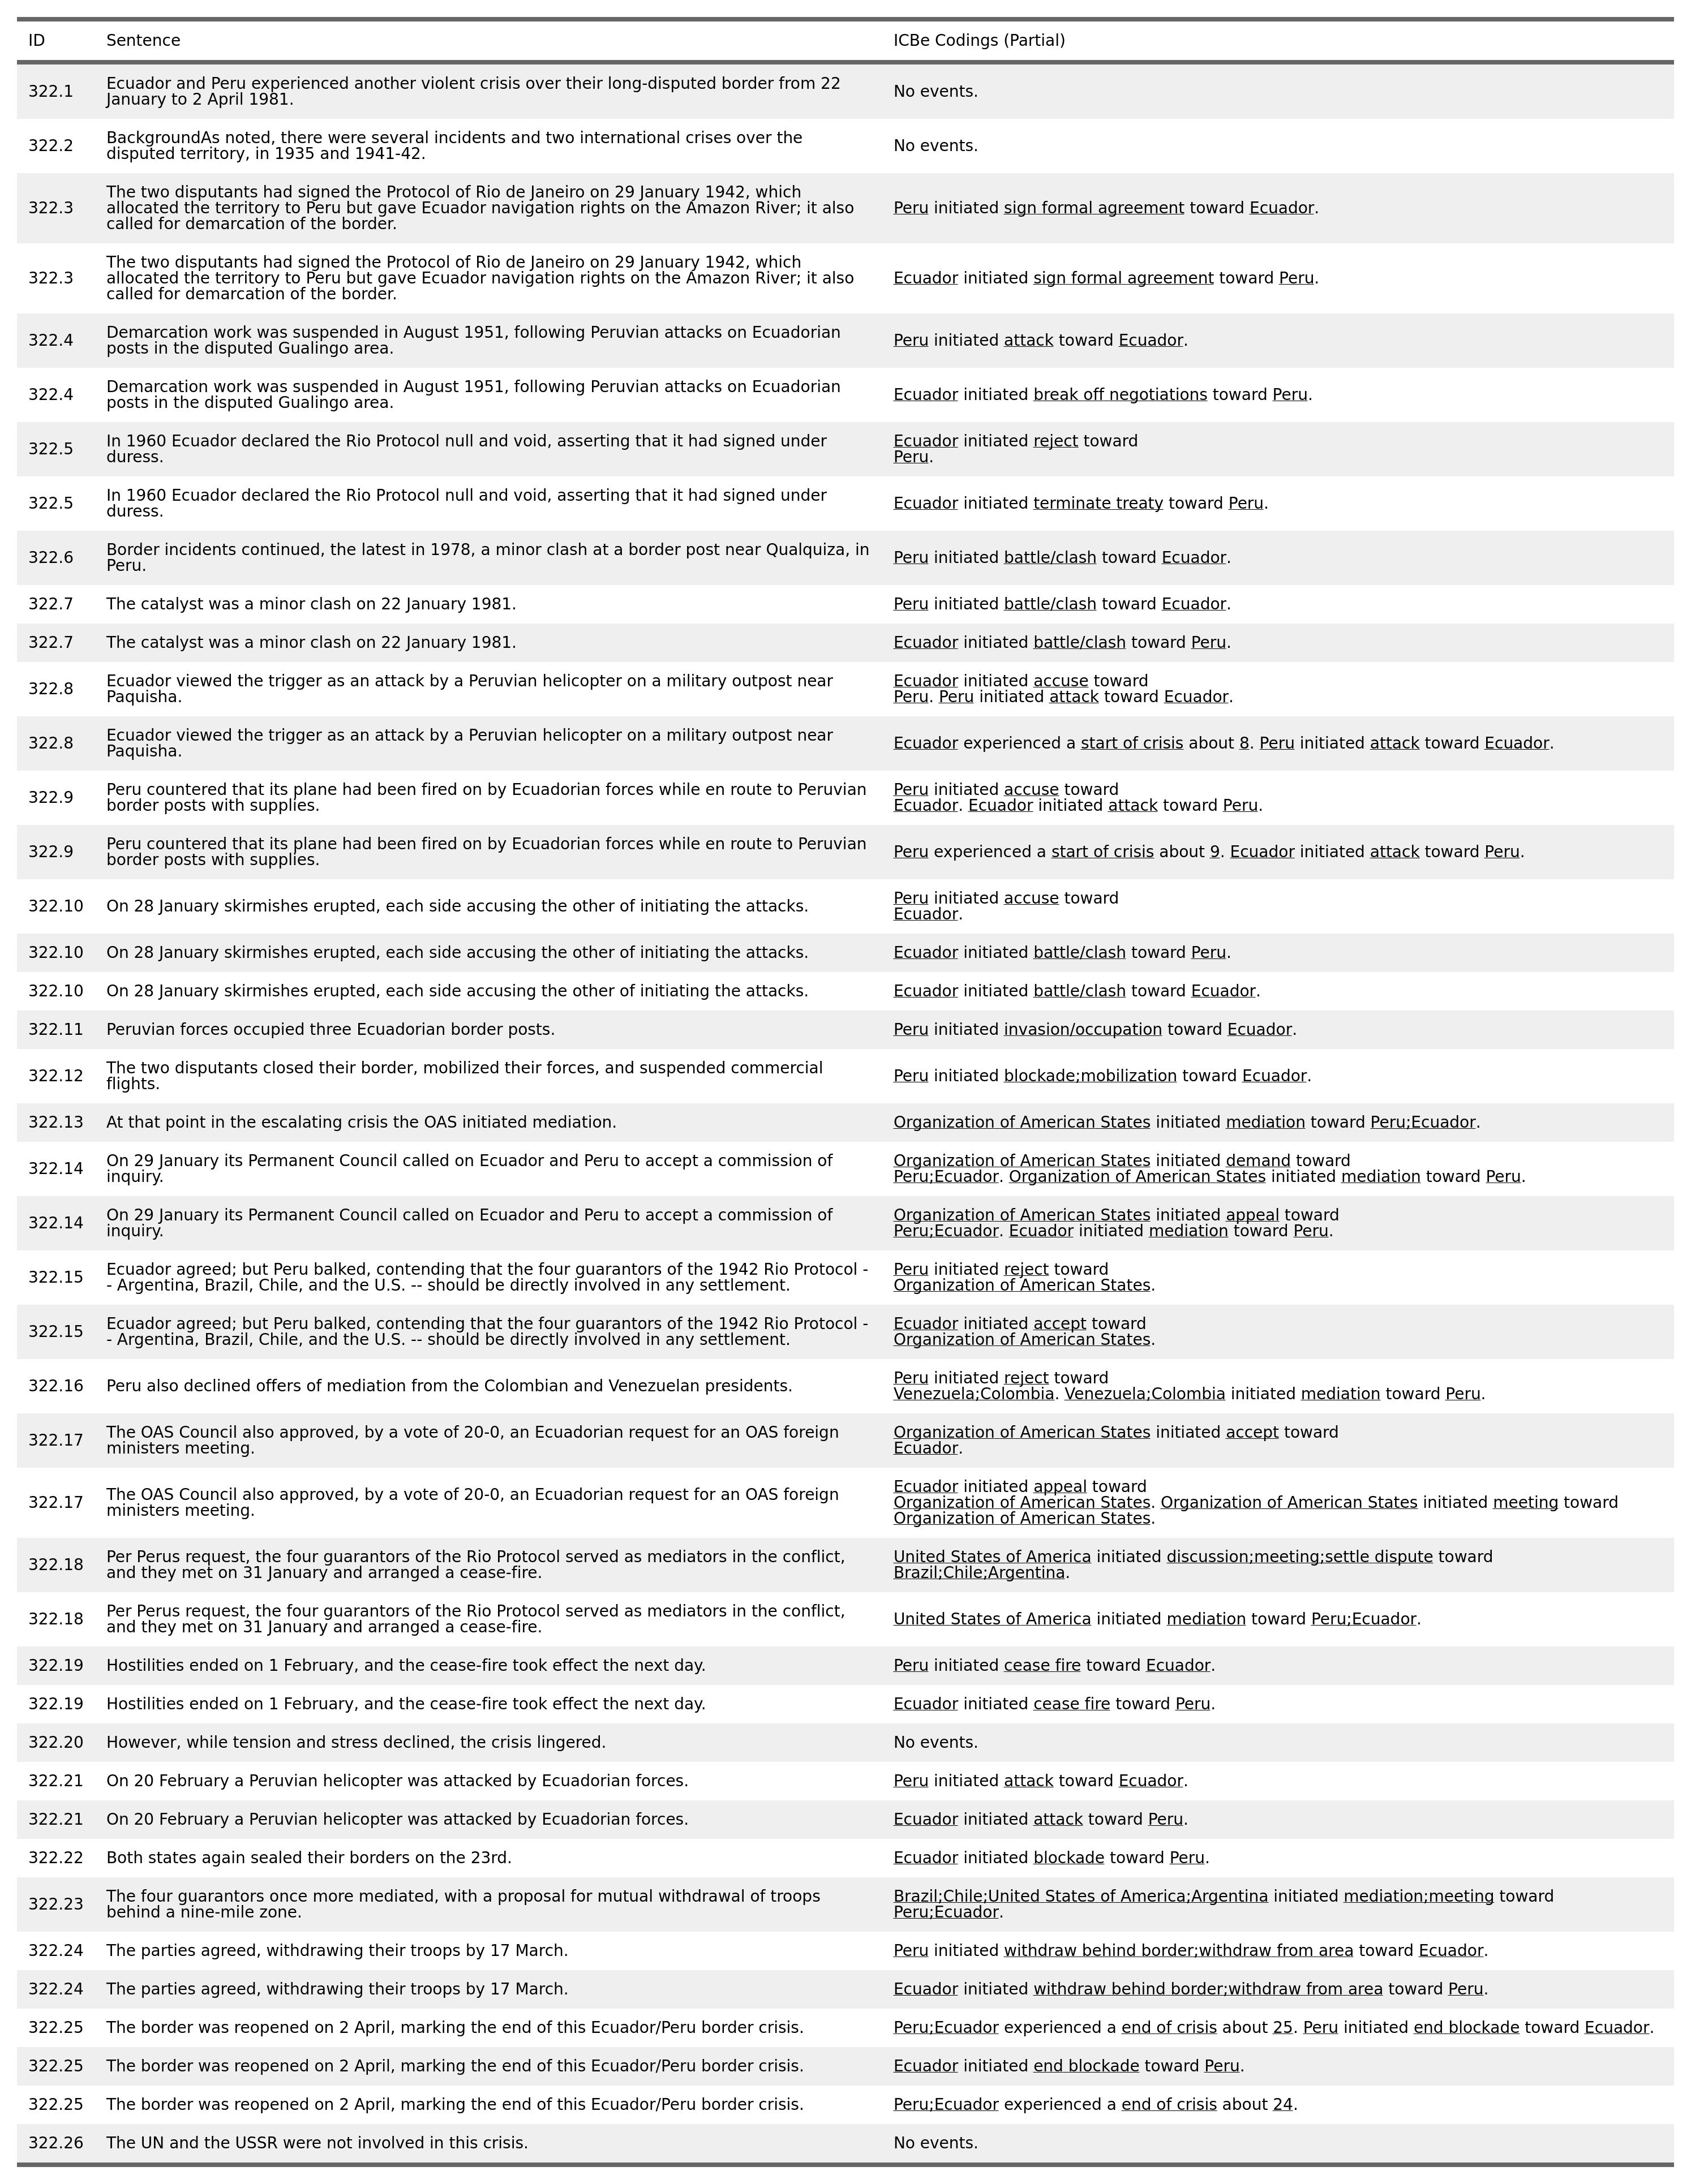 ID Sentence ICBe Codings (Partial)
322.1 Ecuador and Peru experienced another violent crisis over their long-disputed border from 22
January to 2 April 1981. No events.
322.2 BackgroundAs noted, there were several incidents and two international crises over the
disputed territory, in 1935 and 1941-42. No events.
322.3 The two disputants had signed the Protocol of Rio de Janeiro on 29 January 1942, which
allocated the territory to Peru but gave Ecuador navigation rights on the Amazon River; it also
called for demarcation of the border. Peru initiated sign formal agreement toward Ecuador.
322.3 The two disputants had signed the Protocol of Rio de Janeiro on 29 January 1942, which
allocated the territory to Peru but gave Ecuador navigation rights on the Amazon River; it also
called for demarcation of the border. Ecuador initiated sign formal agreement toward Peru.
322.4 Demarcation work was suspended in August 1951, following Peruvian attacks on Ecuadorian
posts in the disputed Gualingo area. Peru initiated attack toward Ecuador.
322.4 Demarcation work was suspended in August 1951, following Peruvian attacks on Ecuadorian
posts in the disputed Gualingo area. Ecuador initiated break off negotiations toward Peru.
322.5 In 1960 Ecuador declared the Rio Protocol null and void, asserting that it had signed under
duress. Ecuador initiated reject toward
Peru.
322.5 In 1960 Ecuador declared the Rio Protocol null and void, asserting that it had signed under
duress. Ecuador initiated terminate treaty toward Peru.
322.6 Border incidents continued, the latest in 1978, a minor clash at a border post near Qualquiza, in
Peru. Peru initiated battle/clash toward Ecuador.
322.7 The catalyst was a minor clash on 22 January 1981. Peru initiated battle/clash toward Ecuador.
322.7 The catalyst was a minor clash on 22 January 1981. Ecuador initiated battle/clash toward Peru.
322.8 Ecuador viewed the trigger as an attack by a Peruvian helicopter on a military outpost near
Paquisha. Ecuador initiated accuse toward
Peru. Peru initiated attack toward Ecuador.
322.8 Ecuador viewed the trigger as an attack by a Peruvian helicopter on a military outpost near
Paquisha. Ecuador experienced a start of crisis about 8. Peru initiated attack toward Ecuador.
322.9 Peru countered that its plane had been fired on by Ecuadorian forces while en route to Peruvian
border posts with supplies. Peru initiated accuse toward
Ecuador. Ecuador initiated attack toward Peru.
322.9 Peru countered that its plane had been fired on by Ecuadorian forces while en route to Peruvian
border posts with supplies. Peru experienced a start of crisis about 9. Ecuador initiated attack toward Peru.
322.10 On 28 January skirmishes erupted, each side accusing the other of initiating the attacks. Peru initiated accuse toward
Ecuador.
322.10 On 28 January skirmishes erupted, each side accusing the other of initiating the attacks. Ecuador initiated battle/clash toward Peru.
322.10 On 28 January skirmishes erupted, each side accusing the other of initiating the attacks. Ecuador initiated battle/clash toward Ecuador.
322.11 Peruvian forces occupied three Ecuadorian border posts. Peru initiated invasion/occupation toward Ecuador.
322.12 The two disputants closed their border, mobilized their forces, and suspended commercial
flights. Peru initiated blockade;mobilization toward Ecuador.
322.13 At that point in the escalating crisis the OAS initiated mediation. Organization of American States initiated mediation toward Peru;Ecuador.
322.14 On 29 January its Permanent Council called on Ecuador and Peru to accept a commission of
inquiry. Organization of American States initiated demand toward
Peru;Ecuador. Organization of American States initiated mediation toward Peru.
322.14 On 29 January its Permanent Council called on Ecuador and Peru to accept a commission of
inquiry. Organization of American States initiated appeal toward
Peru;Ecuador. Ecuador initiated mediation toward Peru.
322.15 Ecuador agreed; but Peru balked, contending that the four guarantors of the 1942 Rio Protocol -
- Argentina, Brazil, Chile, and the U.S. -- should be directly involved in any settlement. Peru initiated reject toward
Organization of American States.
322.15 Ecuador agreed; but Peru balked, contending that the four guarantors of the 1942 Rio Protocol -
- Argentina, Brazil, Chile, and the U.S. -- should be directly involved in any settlement. Ecuador initiated accept toward
Organization of American States.
322.16 Peru also declined offers of mediation from the Colombian and Venezuelan presidents. Peru initiated reject toward
Venezuela;Colombia. Venezuela;Colombia initiated mediation toward Peru.
322.17 The OAS Council also approved, by a vote of 20-0, an Ecuadorian request for an OAS foreign
ministers meeting. Organization of American States initiated accept toward
Ecuador.
322.17 The OAS Council also approved, by a vote of 20-0, an Ecuadorian request for an OAS foreign
ministers meeting. Ecuador initiated appeal toward
Organization of American States. Organization of American States initiated meeting toward
Organization of American States.
322.18 Per Perus request, the four guarantors of the Rio Protocol served as mediators in the conflict,
and they met on 31 January and arranged a cease-fire. United States of America initiated discussion;meeting;settle dispute toward
Brazil;Chile;Argentina.
322.18 Per Perus request, the four guarantors of the Rio Protocol served as mediators in the conflict,
and they met on 31 January and arranged a cease-fire. United States of America initiated mediation toward Peru;Ecuador.
322.19 Hostilities ended on 1 February, and the cease-fire took effect the next day. Peru initiated cease fire toward Ecuador.
322.19 Hostilities ended on 1 February, and the cease-fire took effect the next day. Ecuador initiated cease fire toward Peru.
322.20 However, while tension and stress declined, the crisis lingered. No events.
322.21 On 20 February a Peruvian helicopter was attacked by Ecuadorian forces. Peru initiated attack toward Ecuador.
322.21 On 20 February a Peruvian helicopter was attacked by Ecuadorian forces. Ecuador initiated attack toward Peru.
322.22 Both states again sealed their borders on the 23rd. Ecuador initiated blockade toward Peru.
322.23 The four guarantors once more mediated, with a proposal for mutual withdrawal of troops
behind a nine-mile zone. Brazil;Chile;United States of America;Argentina initiated mediation;meeting toward
Peru;Ecuador.
322.24 The parties agreed, withdrawing their troops by 17 March. Peru initiated withdraw behind border;withdraw from area toward Ecuador.
322.24 The parties agreed, withdrawing their troops by 17 March. Ecuador initiated withdraw behind border;withdraw from area toward Peru.
322.25 The border was reopened on 2 April, marking the end of this Ecuador/Peru border crisis. Peru;Ecuador experienced a end of crisis about 25. Peru initiated end blockade toward Ecuador.
322.25 The border was reopened on 2 April, marking the end of this Ecuador/Peru border crisis. Ecuador initiated end blockade toward Peru.
322.25 The border was reopened on 2 April, marking the end of this Ecuador/Peru border crisis. Peru;Ecuador experienced a end of crisis about 24.
322.26 The UN and the USSR were not involved in this crisis. No events.